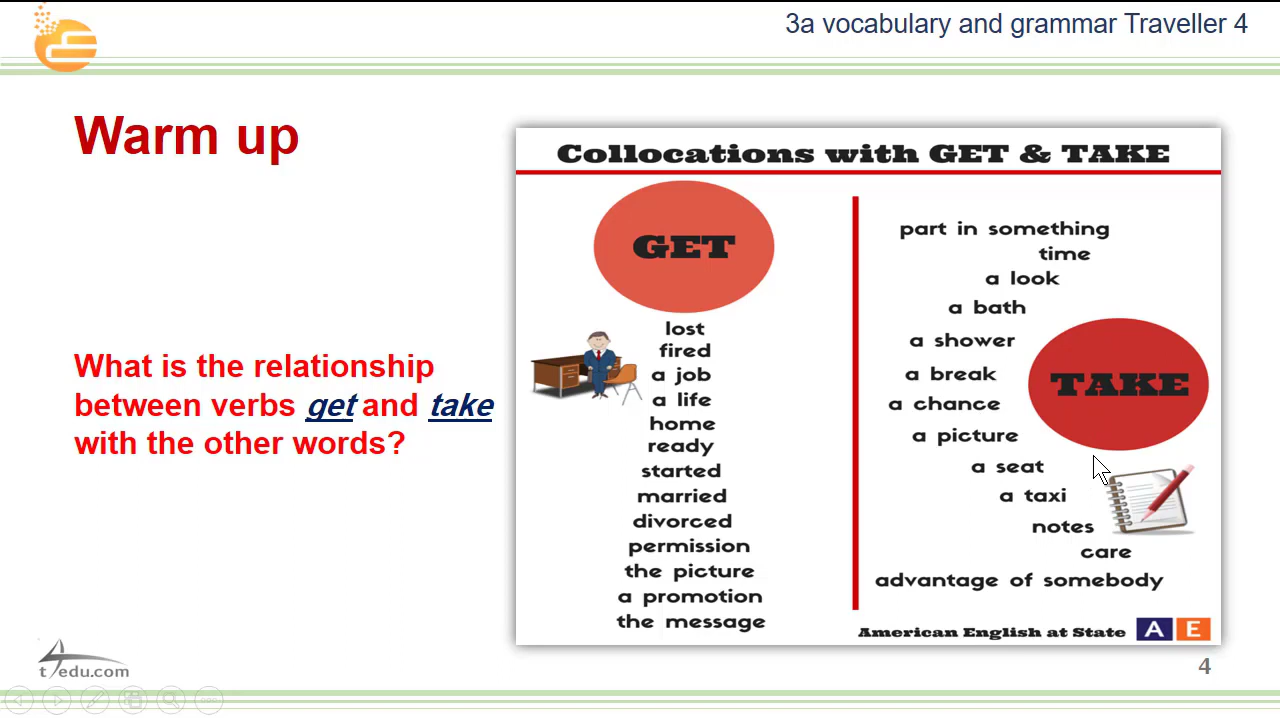 3a vocabulary and grammar Traveller 4
Warm up
What is the relationship
between verbs get and take
with the other words?
Collocations with GET & TAKE
GET
lost
fired
a job
a life
home
ready
started
married
divorced
permission
the picture
a promotion
the message
part in something
time
a look
a bath
a shower
a break
a chance
a picture
a seat
a taxi
notes
care
advantage of somebody
TAKE
American English at State A E
t4edu.com
4